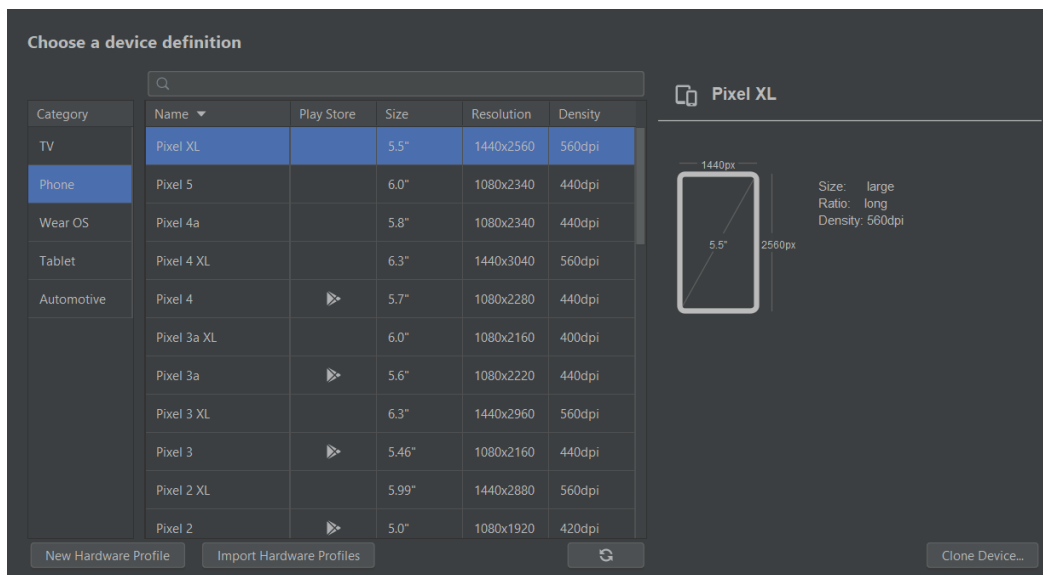 Choose a device definition
Pixel XL
Category Name Play Store Size Resolution Density
TV Pixel XL 5.5" 1440x2560 560dpi
Phone Pixel 5 6.0" 1080x2340 440dpi
Wear OS Pixel 4a 5.8" 1080x2340 440dpi
Tablet Pixel 4 XL 6.3" 1440x3040 560dpi
Automotive Pixel 4 5.7" 1080x2280 440dpi
Pixel 3a XL 6.0" 1080x2160 400dpi
Pixel 3a 5.6" 1080x2220 440dpi
Pixel 3 XL 6.3" 1440x2960 560dpi
Pixel 3 5.46" 1080x2160 440dpi
Pixel 2 XL 5.99" 1440x2880 560dpi
Pixel 2 5.0" 1080x1920 420dpi
1440px
5.5" 2560px
Size: large
Ratio: long
Density: 560dpi
New Hardware Profile Import Hardware Profiles Clone Device...